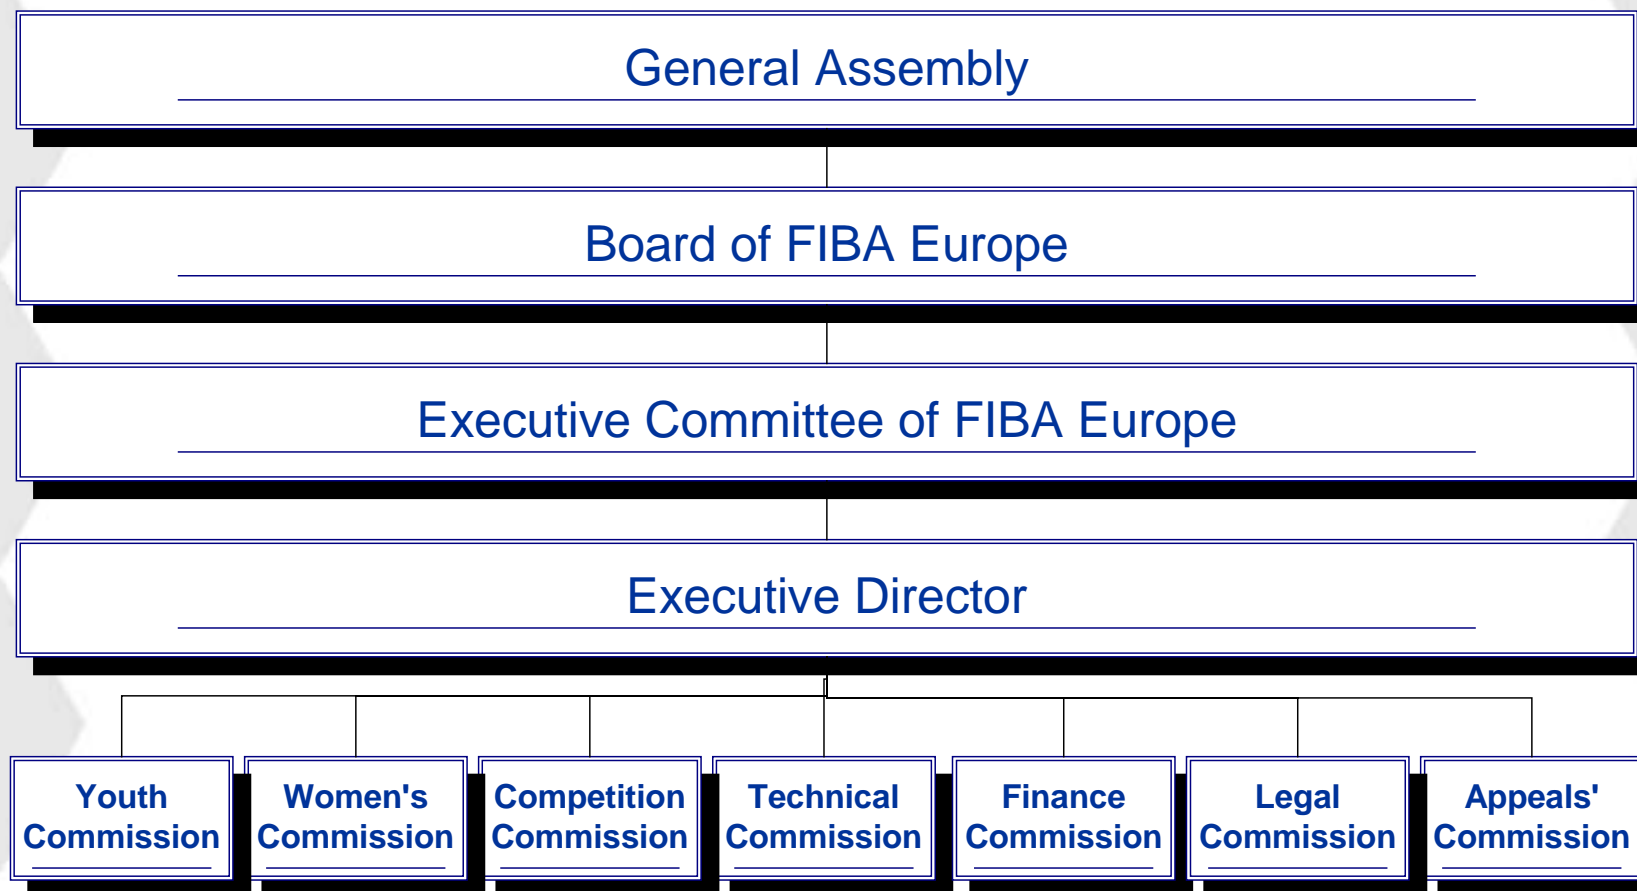 General Assembly
Board of FIBA Europe
Executive Committee of FIBA Europe
Executive Director
Youth
Commission
Women's
Commission
Competition
Commission
Technical
Commission
Finance
Commission
Legal
Commission
Appeals'
Commission